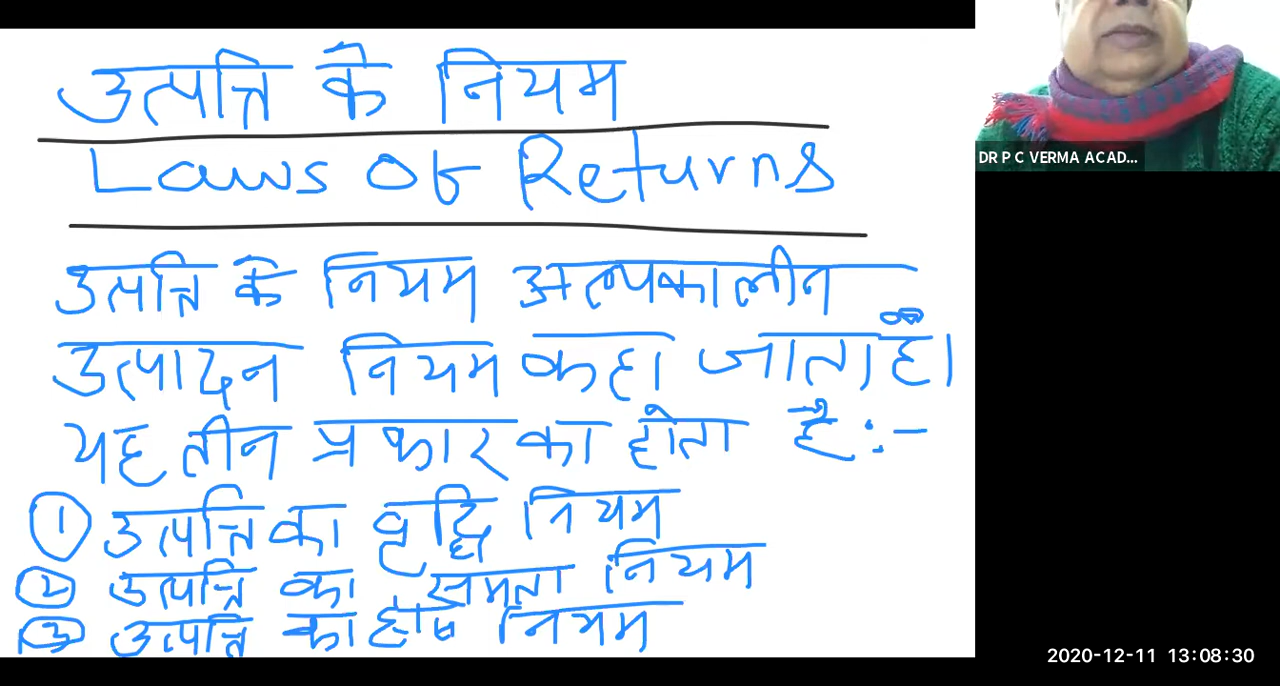 उत्पत्ति के नियम
Laws of Returns
उत्पत्ति के नियम अल्पकालीन
उत्पादन नियम कहा जाता है।
यह तीन प्रकार का होता है :-
① उत्पत्ति का वृद्धि नियम
② उत्पत्ति का समता नियम
③ उत्पत्ति का ह्रास नियम
DR P C VERMA ACAD...
2020-12-11 13:08:30